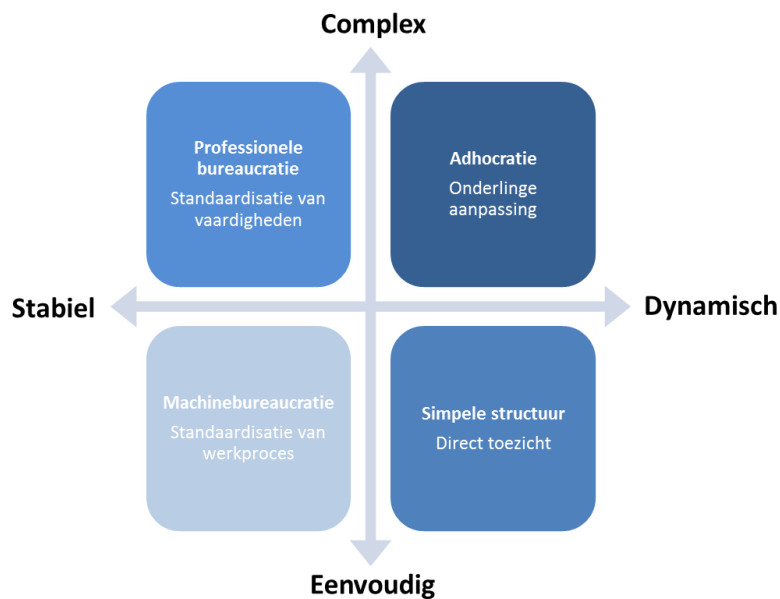 Complex
Professionele
bureaucratie
Standaardisatie van
vaardigheden
Adhocratie
Onderlinge
aanpassing
Stabiel
Dynamisch
Machinebureaucratie
Standaardisatie van
werkproces
Simpele structuur
Direct toezicht
Eenvoudig